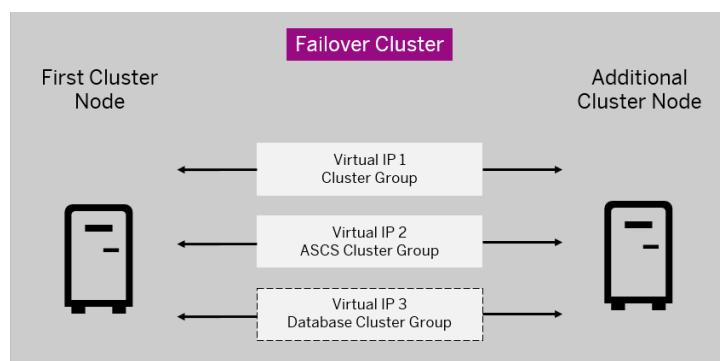 Failover Cluster
First Cluster
Node
Additional
Cluster Node
Virtual IP 1
Cluster Group
Virtual IP 2
ASCS Cluster Group
Virtual IP 3
Database Cluster Group